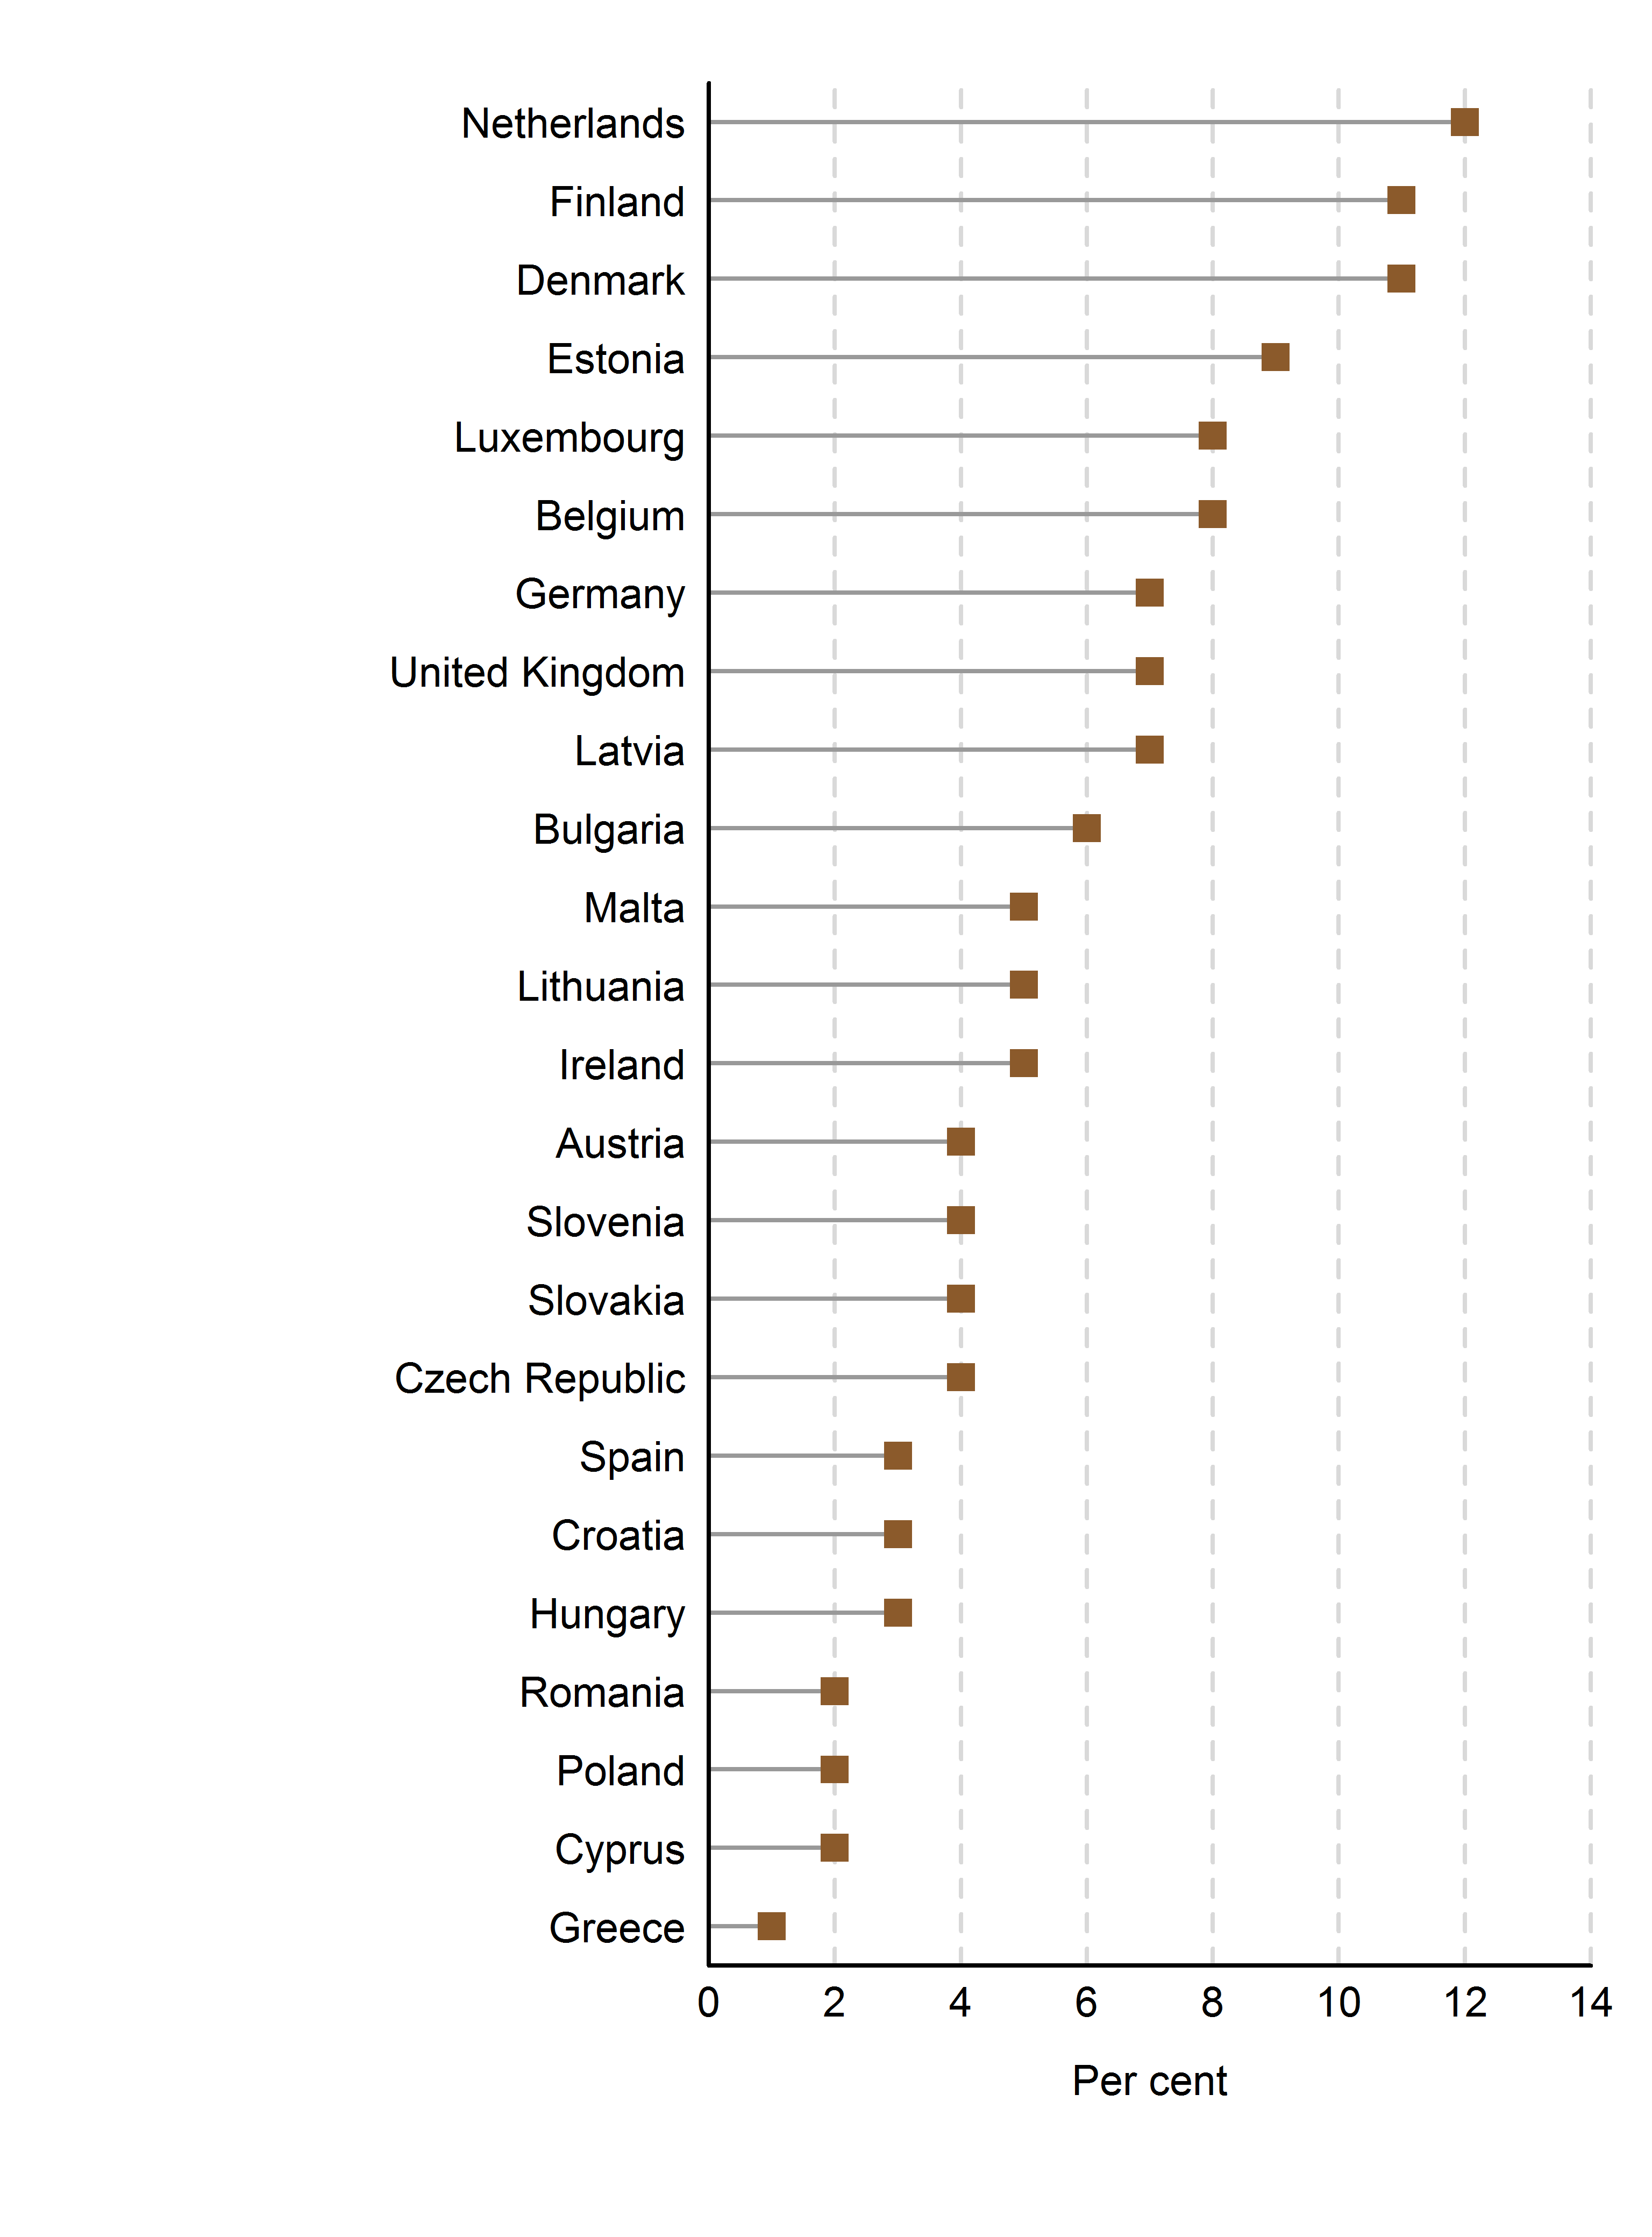 Netherlands
Finland
Denmark
Estonia
Luxembourg
Belgium
Germany
United Kingdom
Latvia
Bulgaria
Malta
Lithuania
Ireland
Austria
Slovenia
Slovakia
Czech Republic
Spain
Croatia
Hungary
Romania
Poland
Cyprus
Greece
0 2 4 6 8 10 12 14
Per cent